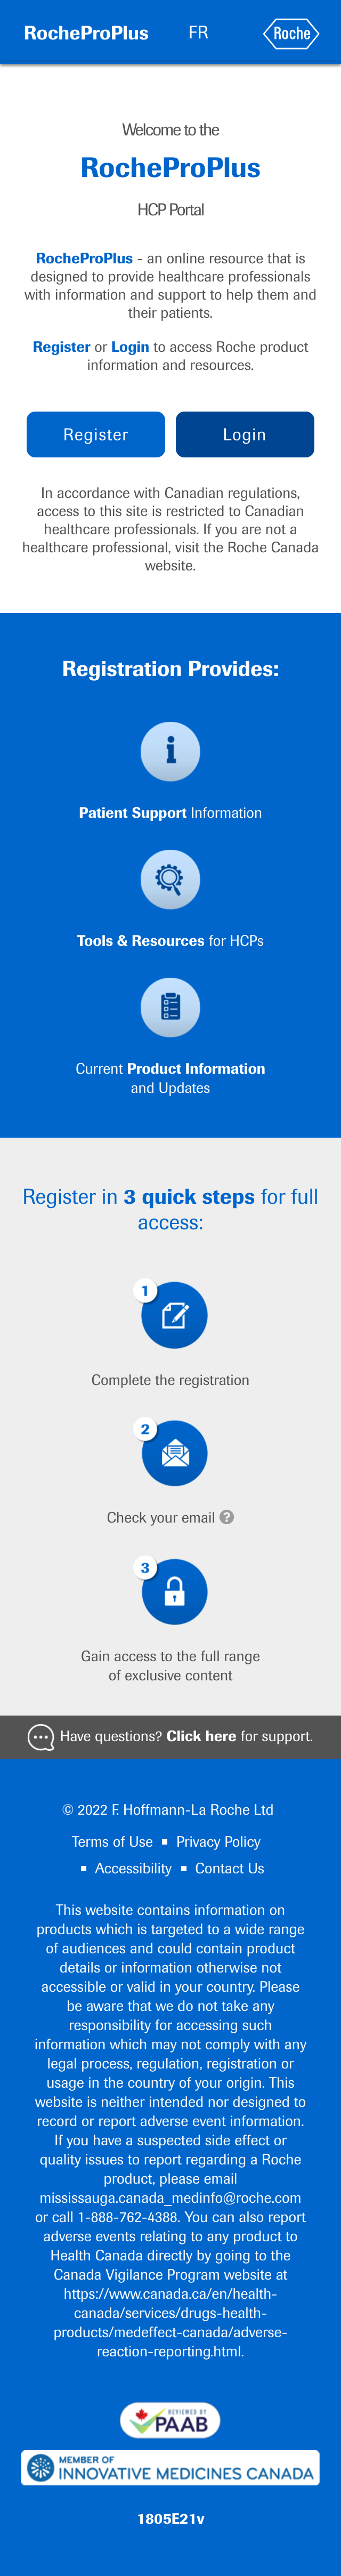 RocheProPlus FR Roche
Welcome to the
RocheProPlus
HCP Portal
RocheProPlus - an online resource that is
designed to provide healthcare professionals
with information and support to help them and
their patients.
Register or Login to access Roche product
information and resources.
Register Login
In accordance with Canadian regulations,
access to this site is restricted to Canadian
healthcare professionals. If you are not a
healthcare professional, visit the Roche Canada
website.
Registration Provides:
Patient Support Information
Tools & Resources for HCPs
Current Product Information
and Updates
Register in 3 quick steps for full
access:
1
Complete the registration
2
Check your email ?
3
Gain access to the full range
of exclusive content
Have questions? Click here for support.
© 2022 F. Hoffmann-La Roche Ltd
Terms of Use ▪ Privacy Policy
▪ Accessibility ▪ Contact Us
This website contains information on
products which is targeted to a wide range
of audiences and could contain product
details or information otherwise not
accessible or valid in your country. Please
be aware that we do not take any
responsibility for accessing such
information which may not comply with any
legal process, regulation, registration or
usage in the country of your origin. This
website is neither intended nor designed to
record or report adverse event information.
If you have a suspected side effect or
quality issues to report regarding a Roche
product, please email
mississauga.canada_medinfo@roche.com
or call 1-888-762-4388. You can also report
adverse events relating to any product to
Health Canada directly by going to the
Canada Vigilance Program website at
https://www.canada.ca/en/health-
canada/services/drugs-health-
products/medeffect-canada/adverse-
reaction-reporting.html.
REVIEWED BY
PAAB
MEMBER OF
INNOVATIVE MEDICINES CANADA
1805E21v